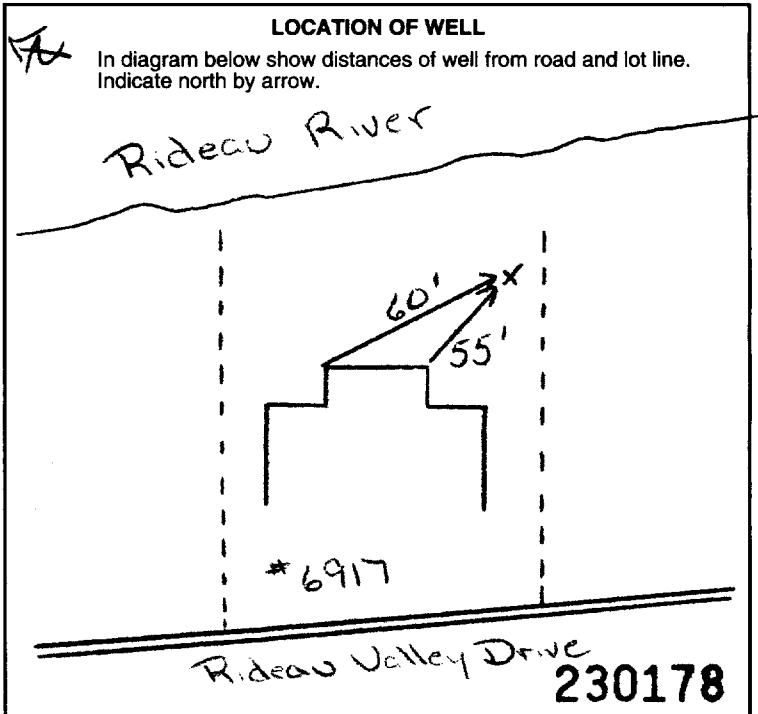 LOCATION OF WELL
N
In diagram below show distances of well from road and lot line.
Indicate north by arrow.
Rideau River
60'
x
55'
#6917
Rideau Valley Drive
230178